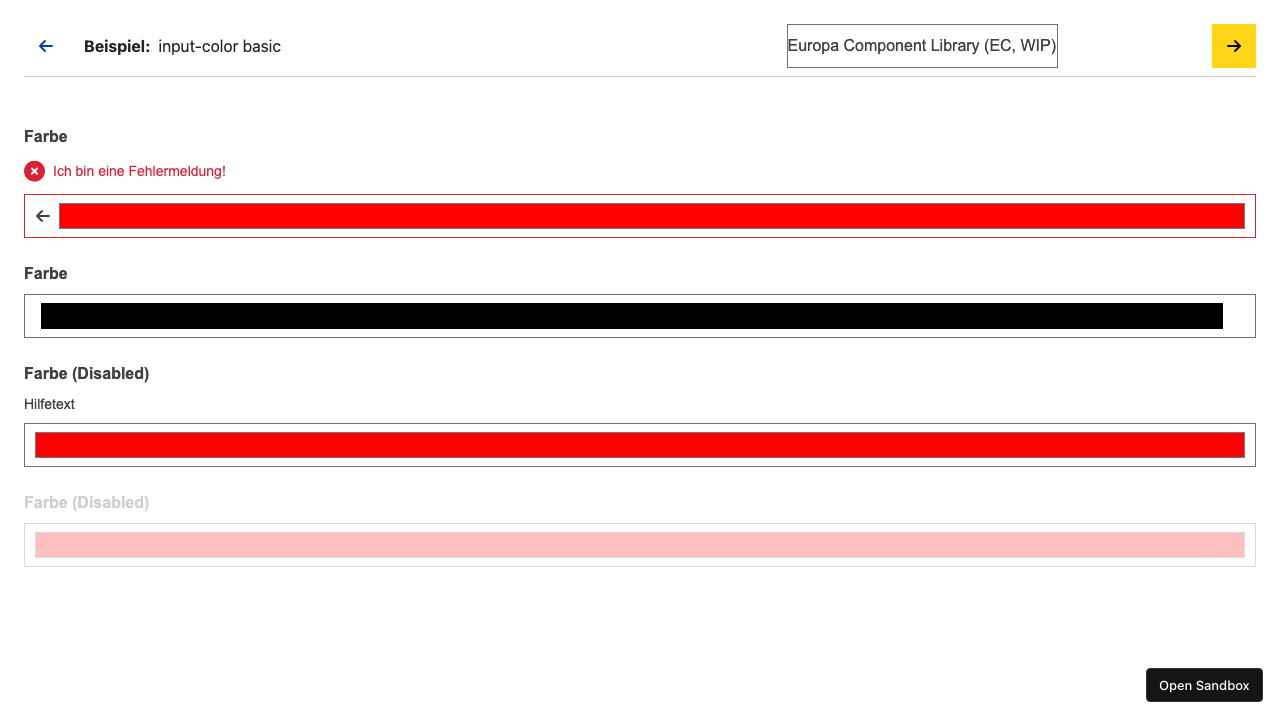 Beispiel: input-color basic
Europa Component Library (EC, WIP)
Farbe
Ich bin eine Fehlermeldung!
Farbe
Farbe (Disabled)
Hilfetext
Farbe (Disabled)
Open Sandbox